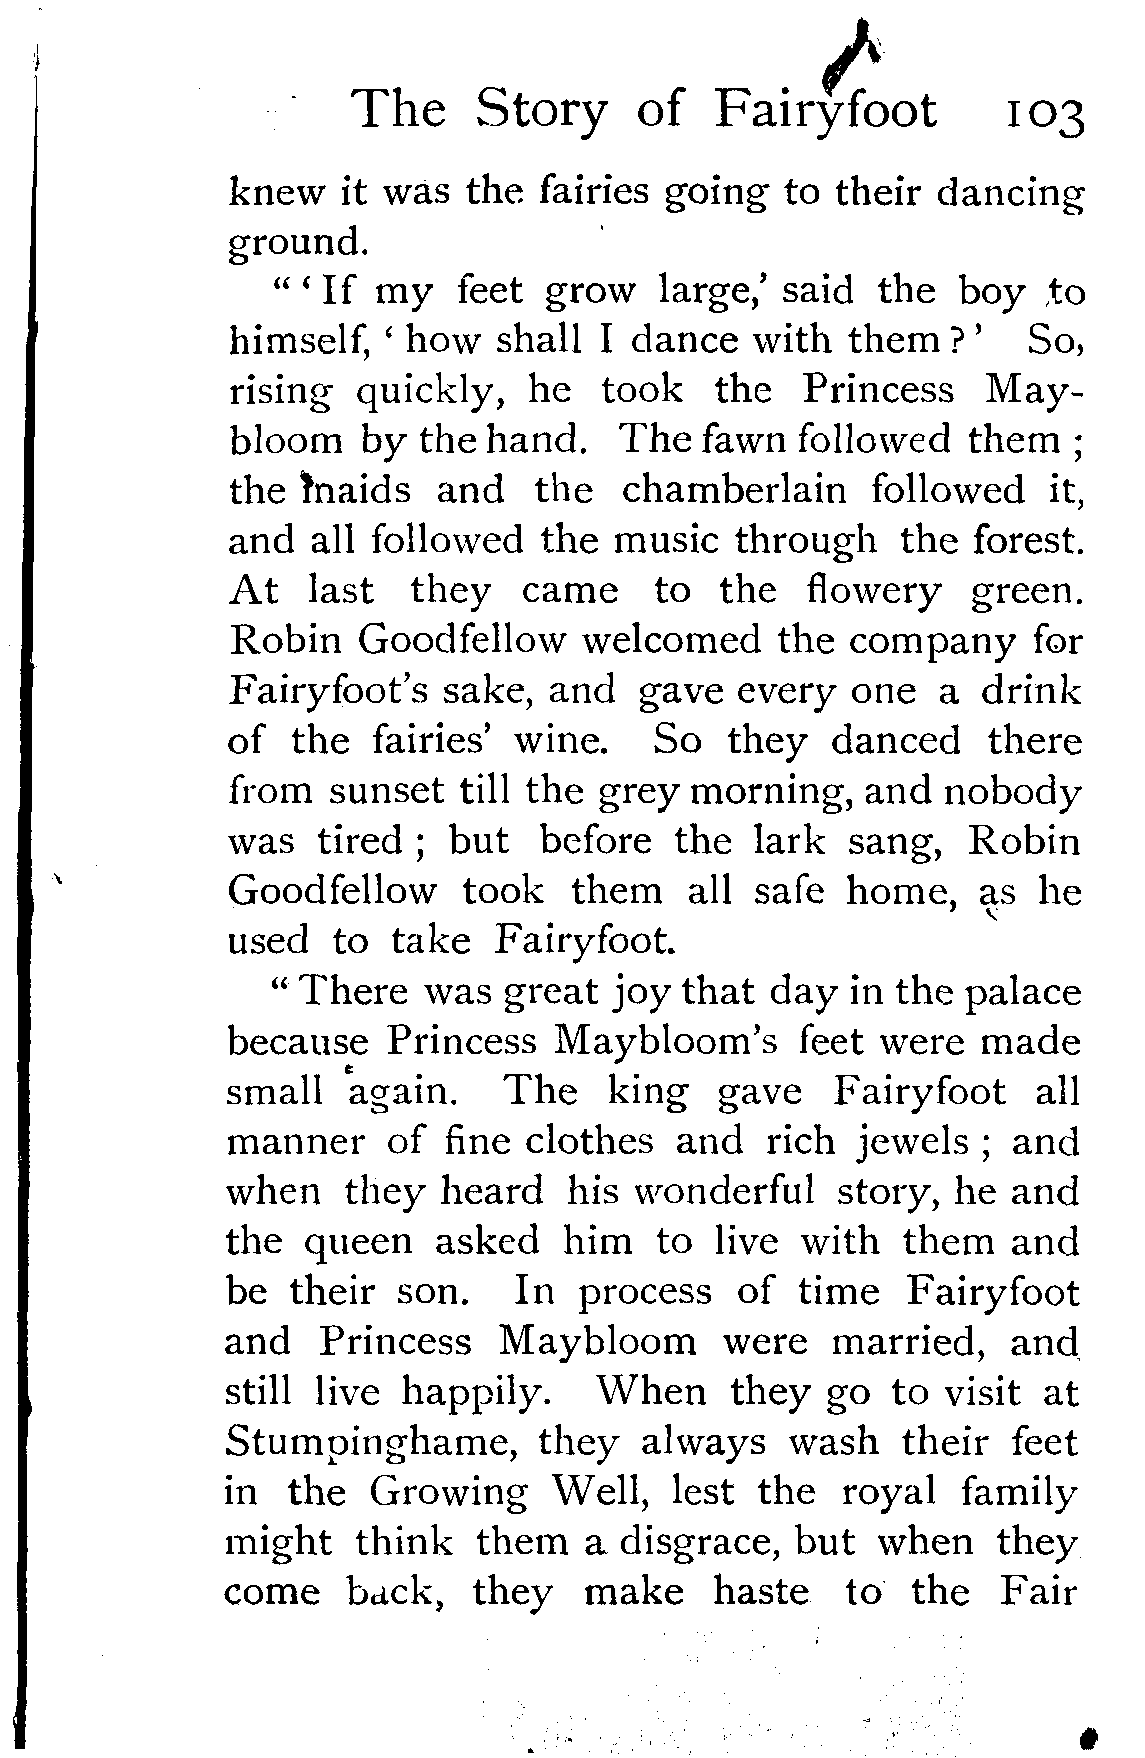 The Story of Fairyfoot 103
knew it was the fairies going to their dancing
ground.
" ' If my feet grow large,' said the boy to
himself, ' how shall I dance with them ? ' So,
rising quickly, he took the Princess May-
bloom by the hand. The fawn followed them ;
the maids and the chamberlain followed it,
and all followed the music through the forest.
At last they came to the flowery green.
Robin Goodfellow welcomed the company for
Fairyfoot's sake, and gave every one a drink
of the fairies' wine. So they danced there
from sunset till the grey morning, and nobody
was tired ; but before the lark sang, Robin
Goodfellow took them all safe home, as he
used to take Fairyfoot.
" There was great joy that day in the palace
because Princess Maybloom's feet were made
small again. The king gave Fairyfoot all
manner of fine clothes and rich jewels ; and
when they heard his wonderful story, he and
the queen asked him to live with them and
be their son. In process of time Fairyfoot
and Princess Maybloom were married, and
still live happily. When they go to visit at
Stumpinghame, they always wash their feet
in the Growing Well, lest the royal family
might think them a disgrace, but when they
come back, they make haste to the Fair